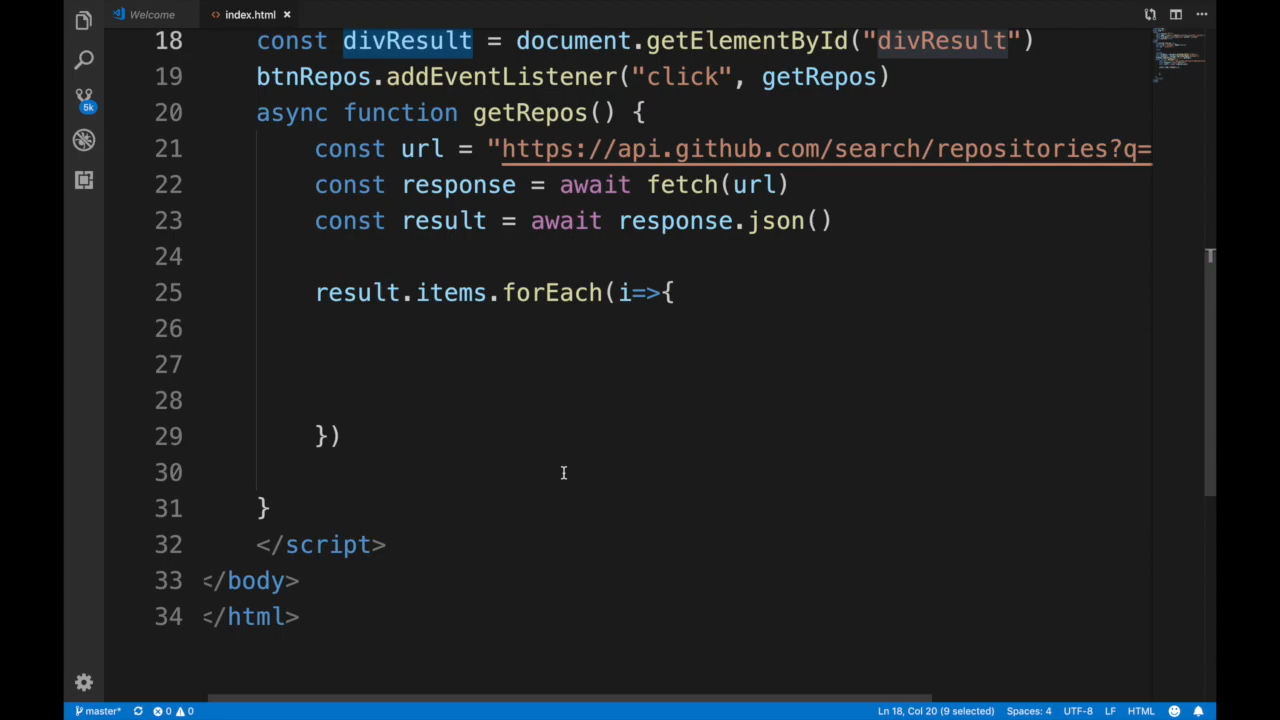 Welcome
index.html
18 const divResult = document.getElementById("divResult")
19 btnRepos.addEventListener("click", getRepos)
20 async function getRepos() {
21 const url = "https://api.github.com/search/repositories?q=
22 const response = await fetch(url)
23 const result = await response.json()
24
25 result.items.forEach(i=>{
26
27
28
29 })
30
31 }
32 </script>
33 </body>
34 </html>
5k
master*
0
0
Ln 18, Col 20 (9 selected)
Spaces: 4
UTF-8
LF
HTML